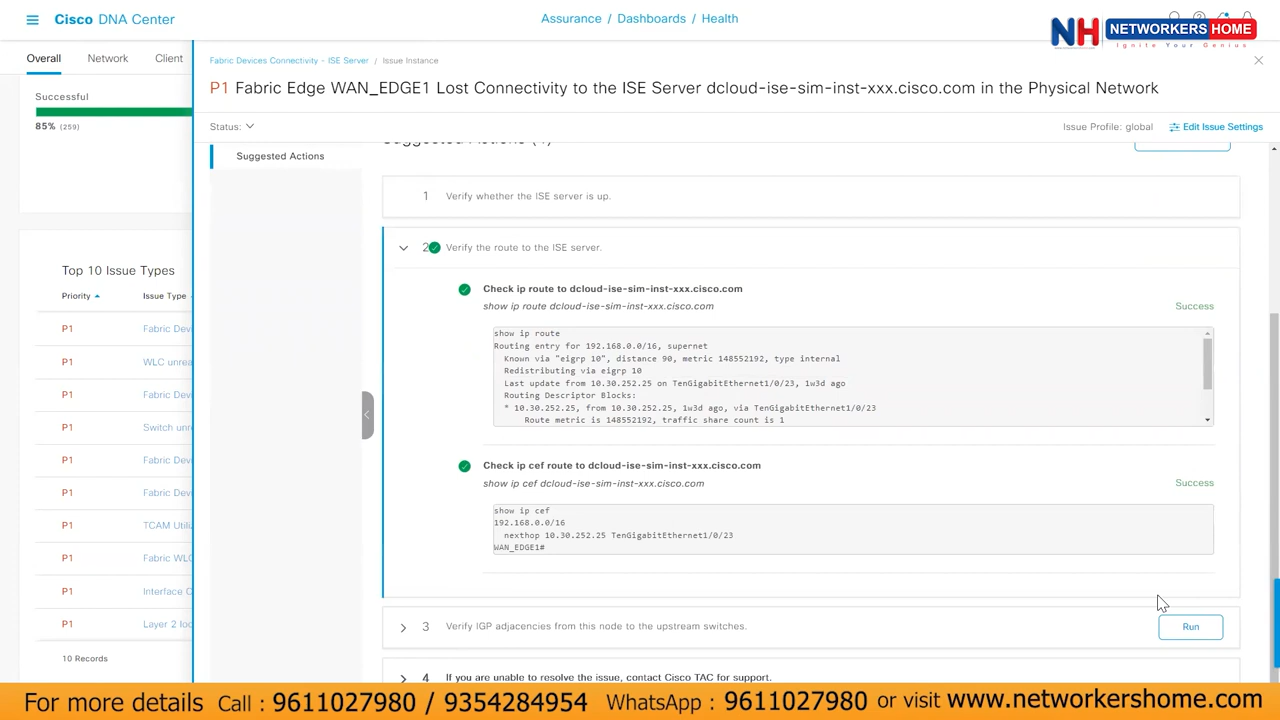 Cisco DNA Center
Assurance / Dashboards / Health
NH NETWORKERS HOME
Ignite Your Genius
Overall Network Client
Fabric Devices Connectivity - ISE Server / Issue Instance
P1 Fabric Edge WAN_EDGE1 Lost Connectivity to the ISE Server dcloud-ise-sim-inst-xxx.cisco.com in the Physical Network
Successful
85% (259)
Status:
Issue Profile: global Edit Issue Settings
Suggested Actions
Suggested Actions (4)
1 Verify whether the ISE server is up.
2 Verify the route to the ISE server.
Check ip route to dcloud-ise-sim-inst-xxx.cisco.com
show ip route dcloud-ise-sim-inst-xxx.cisco.com Success
show ip route
Routing entry for 192.168.0.0/16, supernet
Known via "eigrp 10", distance 90, metric 148552192, type internal
Redistributing via eigrp 10
Last update from 10.30.252.25 on TenGigabitEthernet1/0/23, 1w3d ago
Routing Descriptor Blocks:
* 10.30.252.25, from 10.30.252.25, 1w3d ago, via TenGigabitEthernet1/0/23
Route metric is 148552192, traffic share count is 1
Check ip cef route to dcloud-ise-sim-inst-xxx.cisco.com
show ip cef dcloud-ise-sim-inst-xxx.cisco.com Success
show ip cef
192.168.0.0/16
nexthop 10.30.252.25 TenGigabitEthernet1/0/23
WAN_EDGE1#
3 Verify IGP adjacencies from this node to the upstream switches. Run
4 If you are unable to resolve the issue, contact Cisco TAC for support.
Top 10 Issue Types
Priority Issue Type
P1 Fabric Devi
P1 WLC unrea
P1 Fabric Devi
P1 Switch unre
P1 Fabric Devi
P1 Fabric Devi
P1 TCAM Utiliz
P1 Fabric WLC
P1 Interface C
P1 Layer 2 loo
10 Records
For more details Call : 9611027980 / 9354284954 WhatsApp : 9611027980 or visit www.networkershome.com